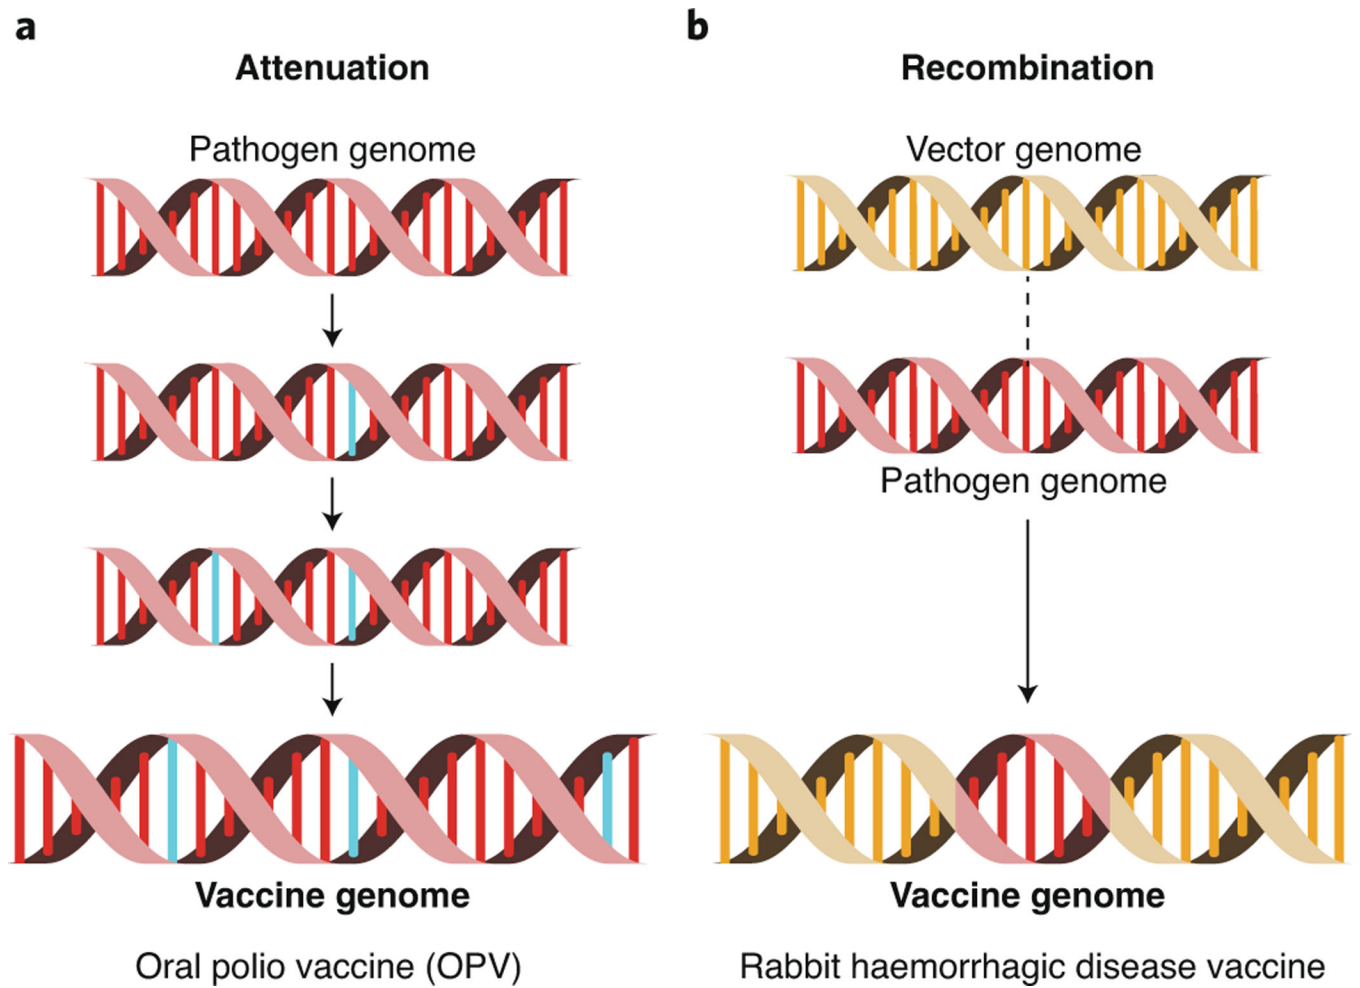 a
Attenuation
Pathogen genome
Vaccine genome
Oral polio vaccine (OPV)
b
Recombination
Vector genome
Pathogen genome
Vaccine genome
Rabbit haemorrhagic disease vaccine